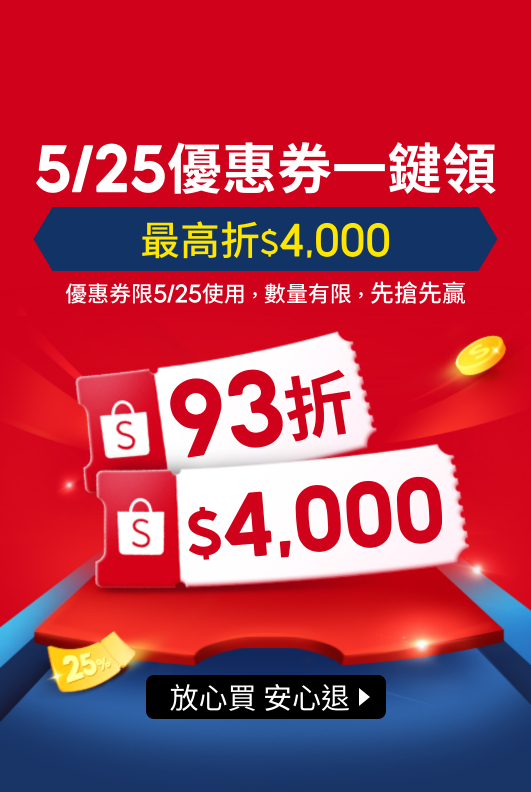 5/25優惠券一鍵領
最高折$4,000
優惠券限5/25使用，數量有限，先搶先贏
93折
S
$4,000
S
S
25%
放心買 安心退